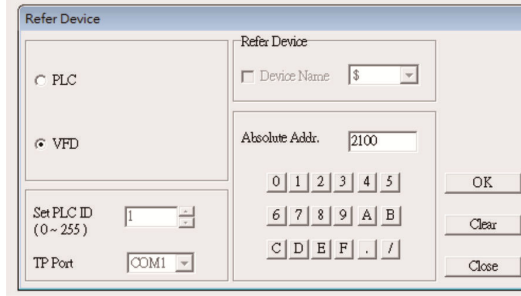 Refer Device
PLC
VFD
Set PLC ID
(0 ~ 255)
1
TP Port
COM1
Refer Device
Device Name
$
Absolute Addr.
2100
0 1 2 3 4 5
6 7 8 9 A B
C D E F . /
OK
Clear
Close